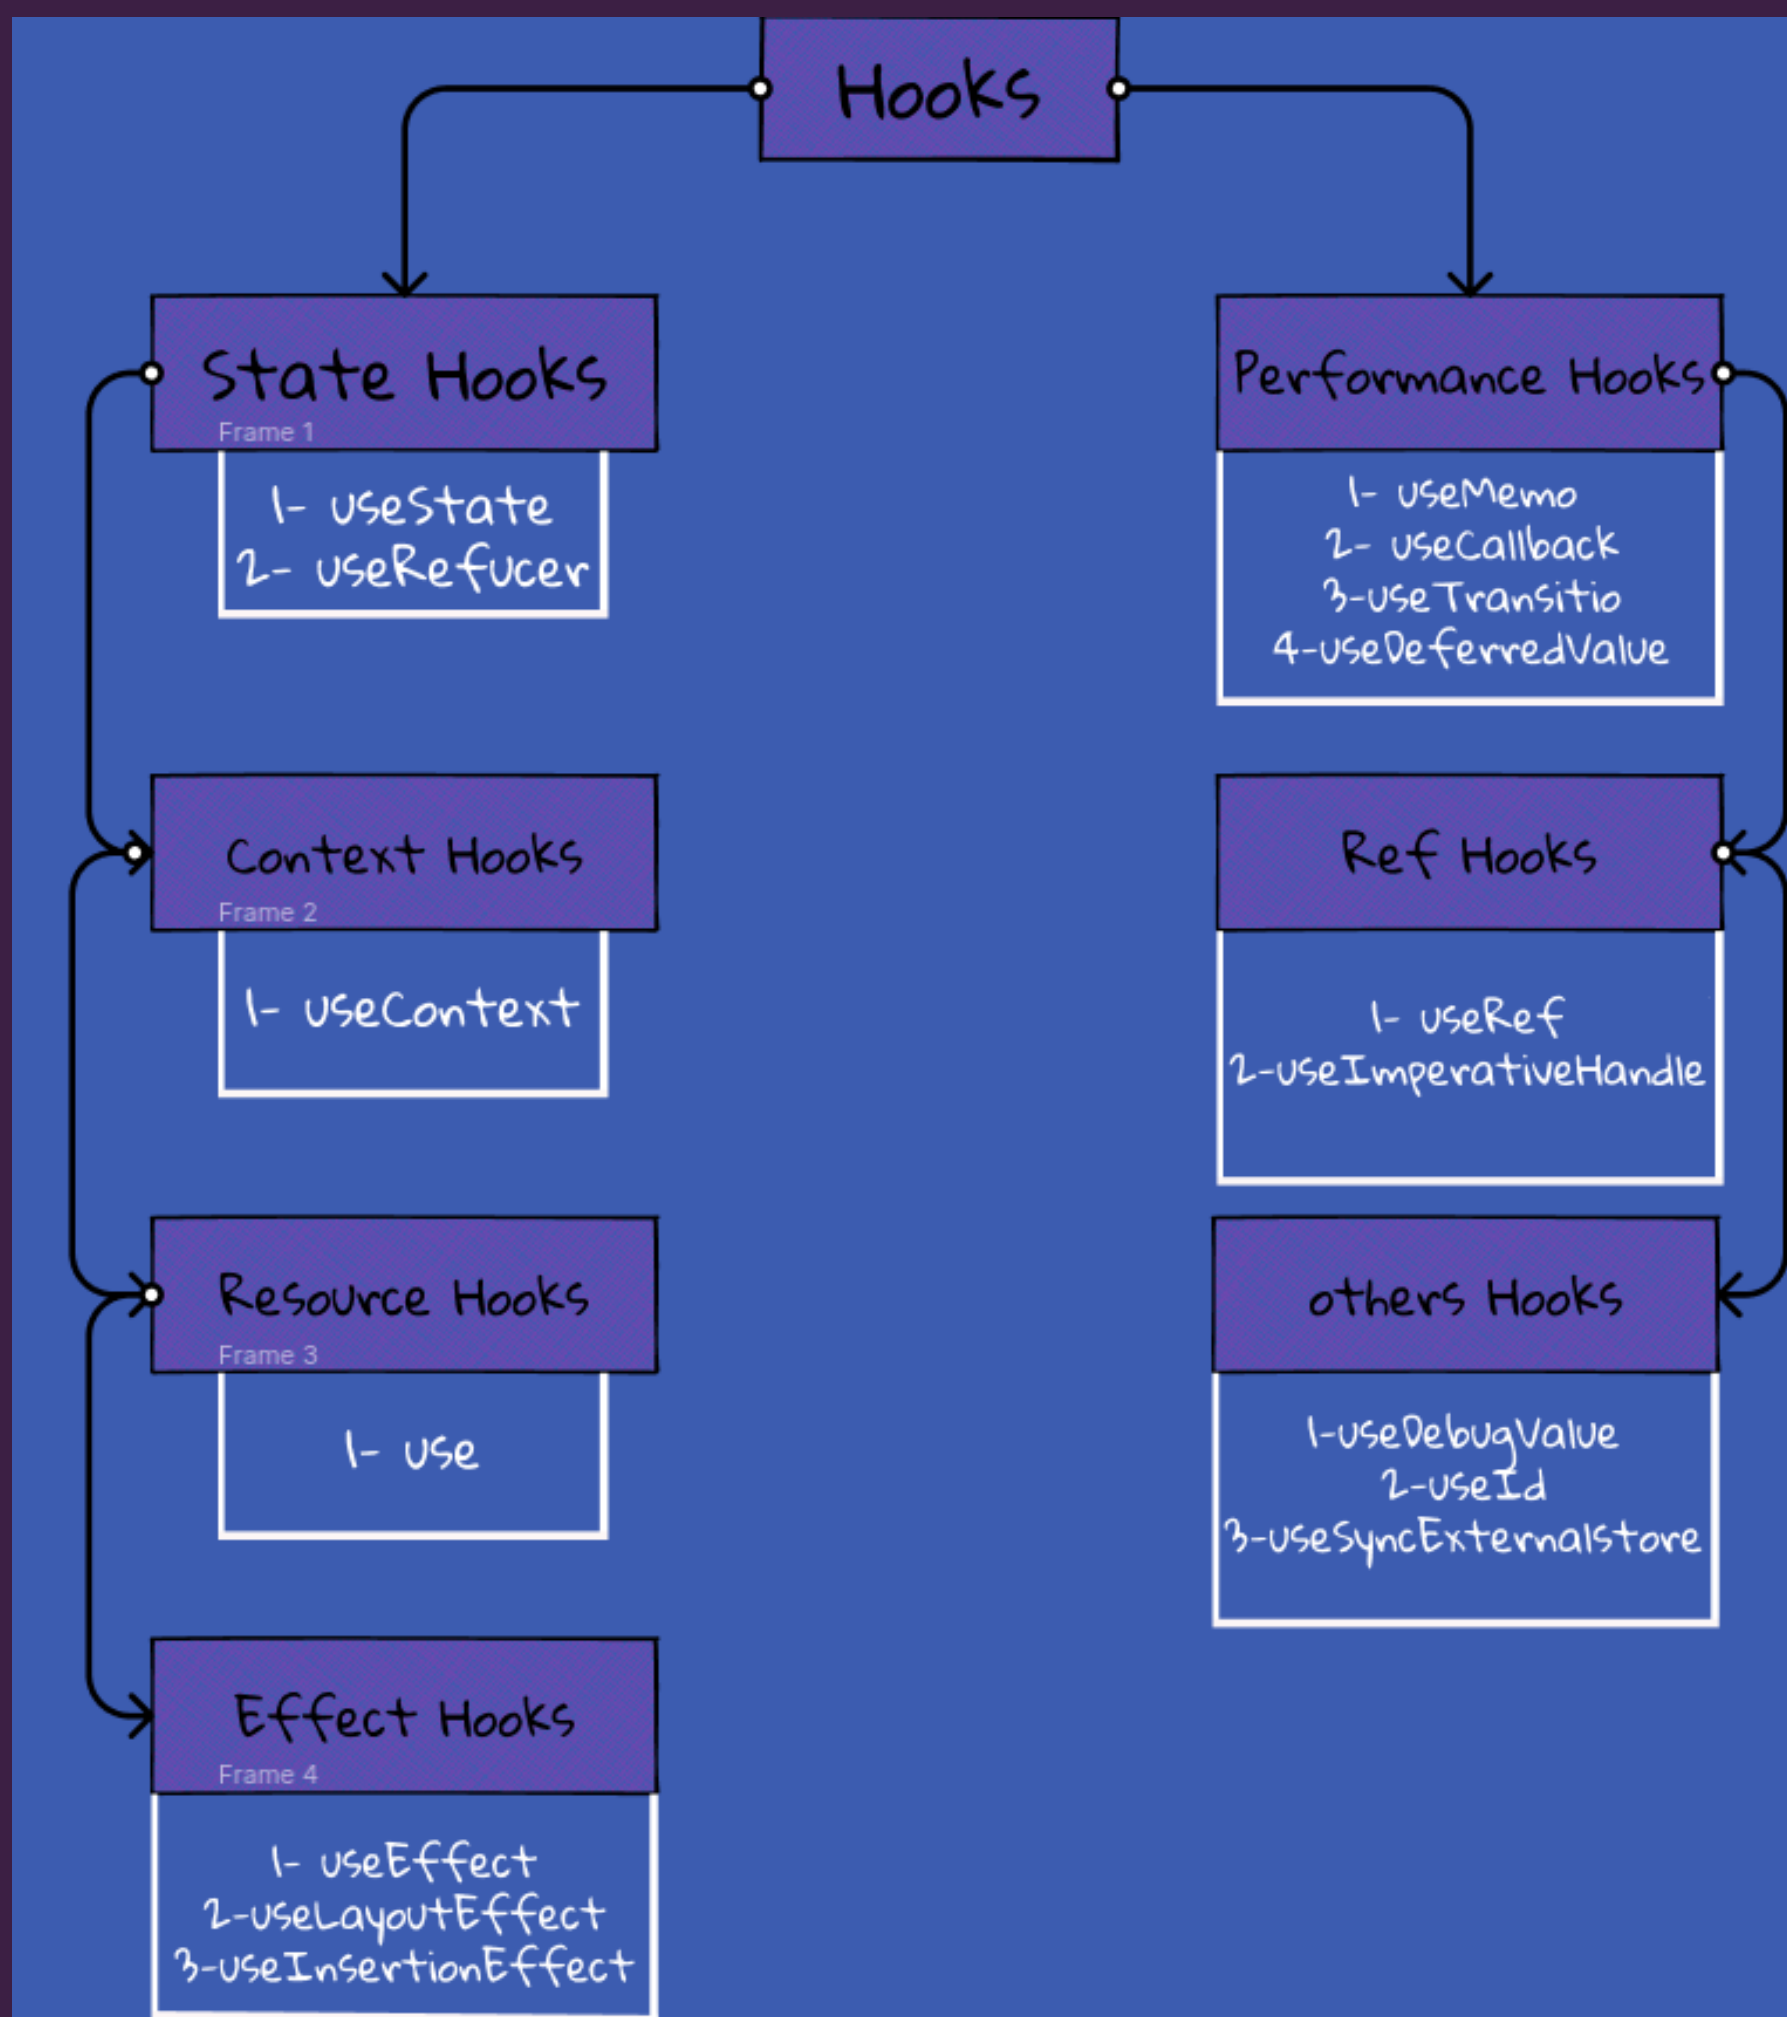 Hooks
State Hooks
Frame 1
1- useState
2- useRefucer
Context Hooks
Frame 2
1- useContext
Resource Hooks
Frame 3
1- use
Effect Hooks
Frame 4
1- useEffect
2-useLayoutEffect
3-useInsertionEffect
Performance Hooks
1- useMemo
2- useCallback
3-useTransitio
4-useDeferredValue
Ref Hooks
1- useRef
2-useImperativeHandle
others Hooks
1-useDebugValue
2-useId
3-useSyncExternalstore